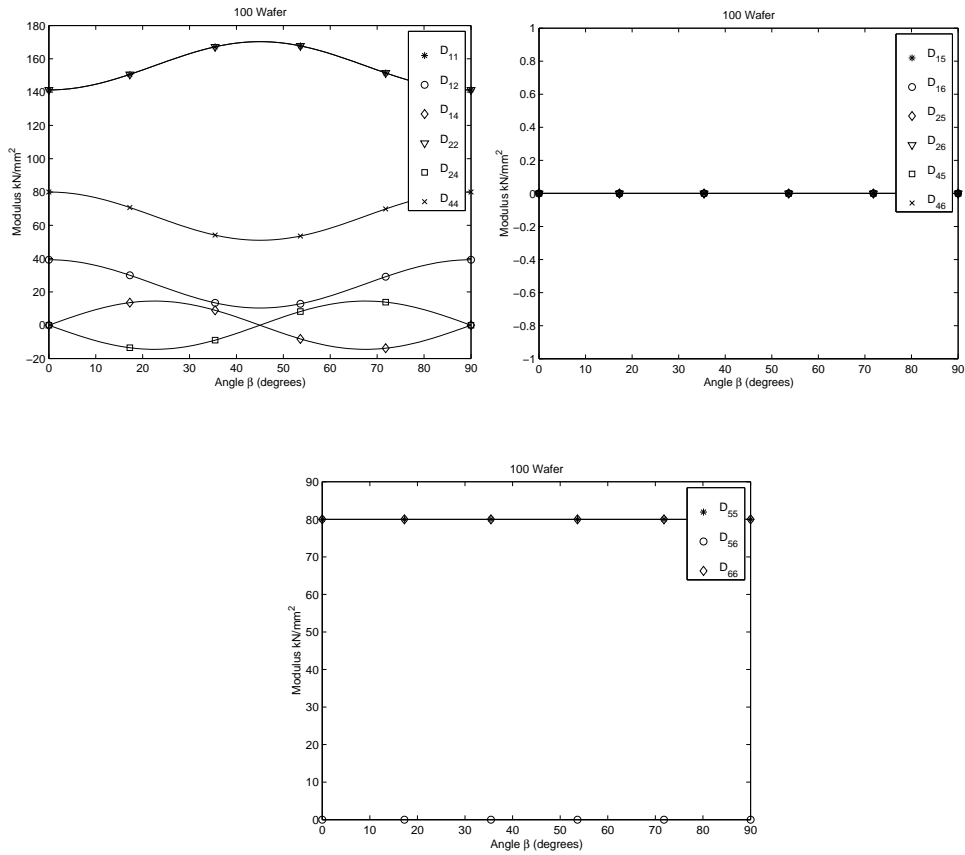 100 Wafer
180
160
140
120
100
80
60
40
20
0
−20
Modulus kN/mm2
0 10 20 30 40 50 60 70 80 90
Angle β (degrees)
D11
D12
D14
D22
D24
D44
100 Wafer
1
0.8
0.6
0.4
0.2
0
−0.2
−0.4
−0.6
−0.8
−1
Modulus kN/mm2
0 10 20 30 40 50 60 70 80 90
Angle β (degrees)
D15
D16
D25
D26
D45
D46
100 Wafer
90
80
70
60
50
40
30
20
10
0
Modulus kN/mm2
0 10 20 30 40 50 60 70 80 90
Angle β (degrees)
D55
D56
D66